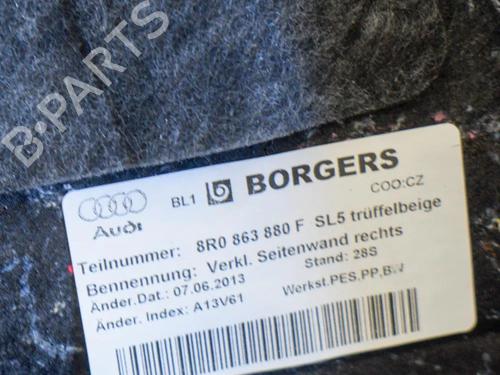 B-PARTS
BL1 BORGERS
COO:CZ
Audi
Teilnummer: 8R0 863 880 F SL5 trüffelbeige
Bennennung: Verkl. Seitenwand rechts
Änder.Dat.: 07.06.2013 Stand: 28S
Änder. Index: A13V61 Werkst.PES,PP,BW